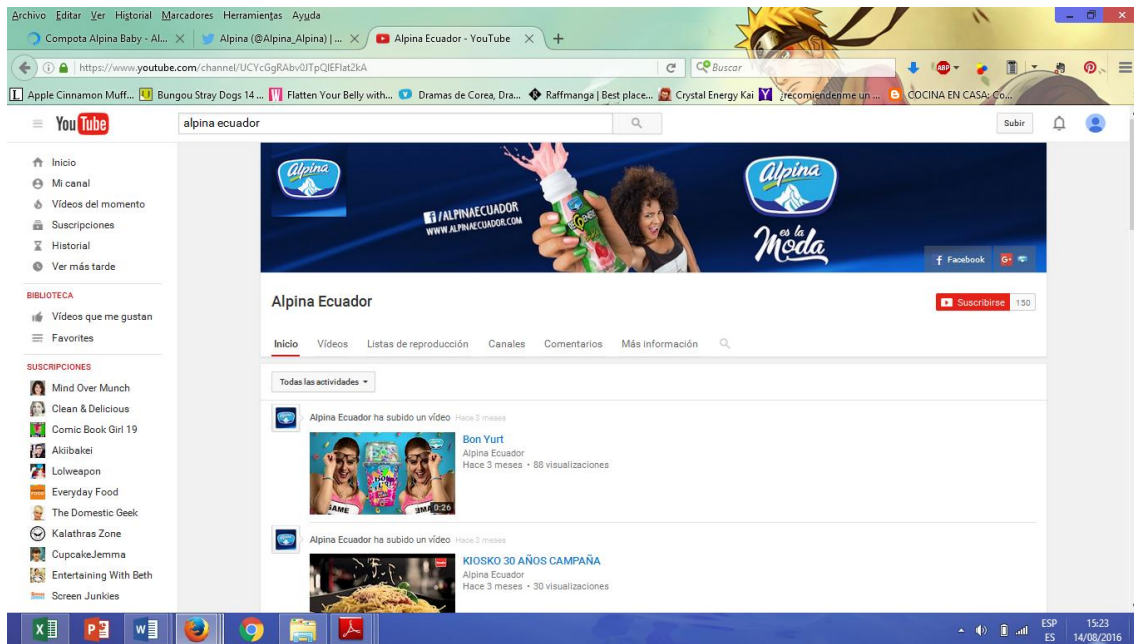 Archivo Editar Ver Historial Marcadores Herramientas Ayuda
Compota Alpina Baby - Al...
Alpina (@Alpina_Alpina) | ...
Alpina Ecuador - YouTube
https://www.youtube.com/channel/UCYcGgRAbv0JTpQIEFIat2kA
Buscar
ABP
Apple Cinnamon Muff... Bungou Stray Dogs 14 ... Flatten Your Belly with... Dramas de Corea, Dra... Raffmanga | Best place... Crystal Energy Kai ¿recomiendenme un ... COCINA EN CASA: Co...
YouTube
alpina ecuador
Subir
Inicio
Mi canal
Vídeos del momento
Suscripciones
Historial
Ver más tarde
BIBLIOTECA
Vídeos que me gustan
Favorites
SUSCRIPCIONES
Mind Over Munch
Clean & Delicious
Comic Book Girl 19
Akiibakei
Lolweapon
Everyday Food
The Domestic Geek
Kalathras Zone
CupcakeJemma
Entertaining With Beth
Screen Junkies
alpina
/ALPINAECUADOR
WWW.ALPINAECUADOR.COM
alpina
es la
Moda
Facebook
G+
Alpina Ecuador
Suscribirse 150
Inicio Vídeos Listas de reproducción Canales Comentarios Más información
Todas las actividades
Alpina Ecuador ha subido un vídeo Hace 3 meses
Bon Yurt
Alpina Ecuador
Hace 3 meses • 88 visualizaciones
0:26
Alpina Ecuador ha subido un vídeo Hace 3 meses
KIOSKO 30 AÑOS CAMPAÑA
Alpina Ecuador
Hace 3 meses • 30 visualizaciones
ESP
ES
15:23
14/08/2016